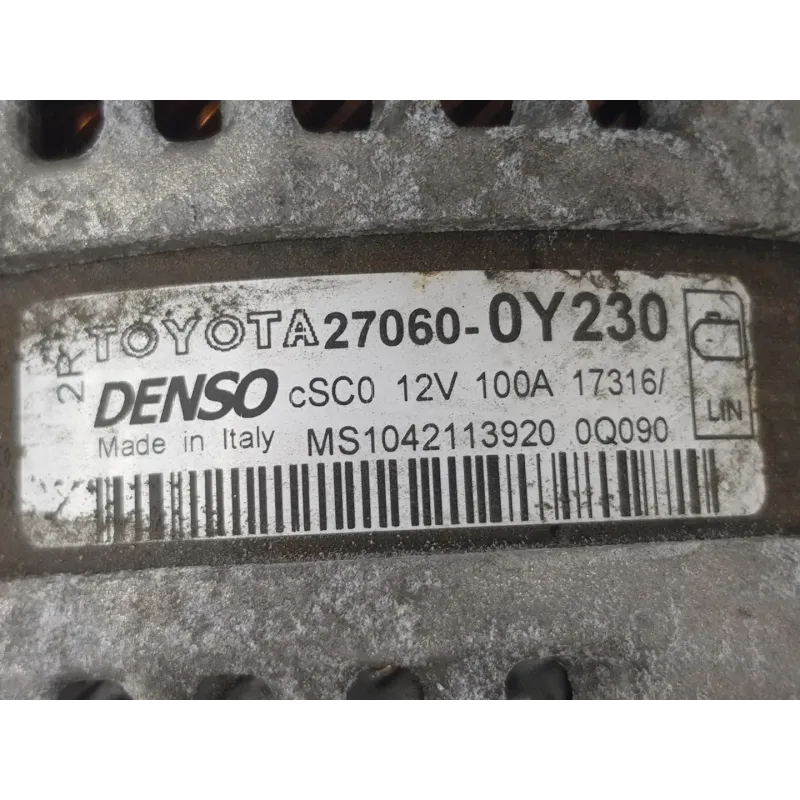 2R
TOYOTA 27060-0Y230
DENSO cSC0 12V 100A 17316/
Made in Italy MS1042113920 0Q090
LIN